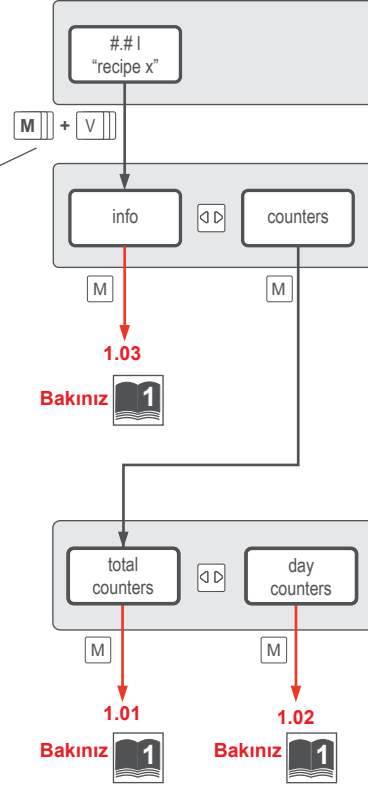 #.# l
"recipe x"
M + V
info ◁ ▷ counters
M M
1.03
Bakınız 1
total
counters
◁ ▷
day
counters
M M
1.01 1.02
Bakınız 1 Bakınız 1